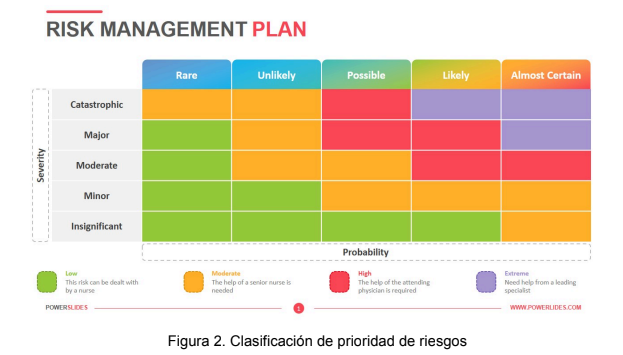 RISK MANAGEMENT PLAN
Rare Unlikely Possible Likely Almost Certain
Severity
Catastrophic
Major
Moderate
Minor
Insignificant
Probability
Low
This risk can be dealt with
by a nurse
Moderate
The help of a senior nurse is
needed
High
The help of the attending
physician is required
Extreme
Need help from a leading
specialist
POWERSLIDES
1
WWW.POWERLIDES.COM
Figura 2. Clasificación de prioridad de riesgos